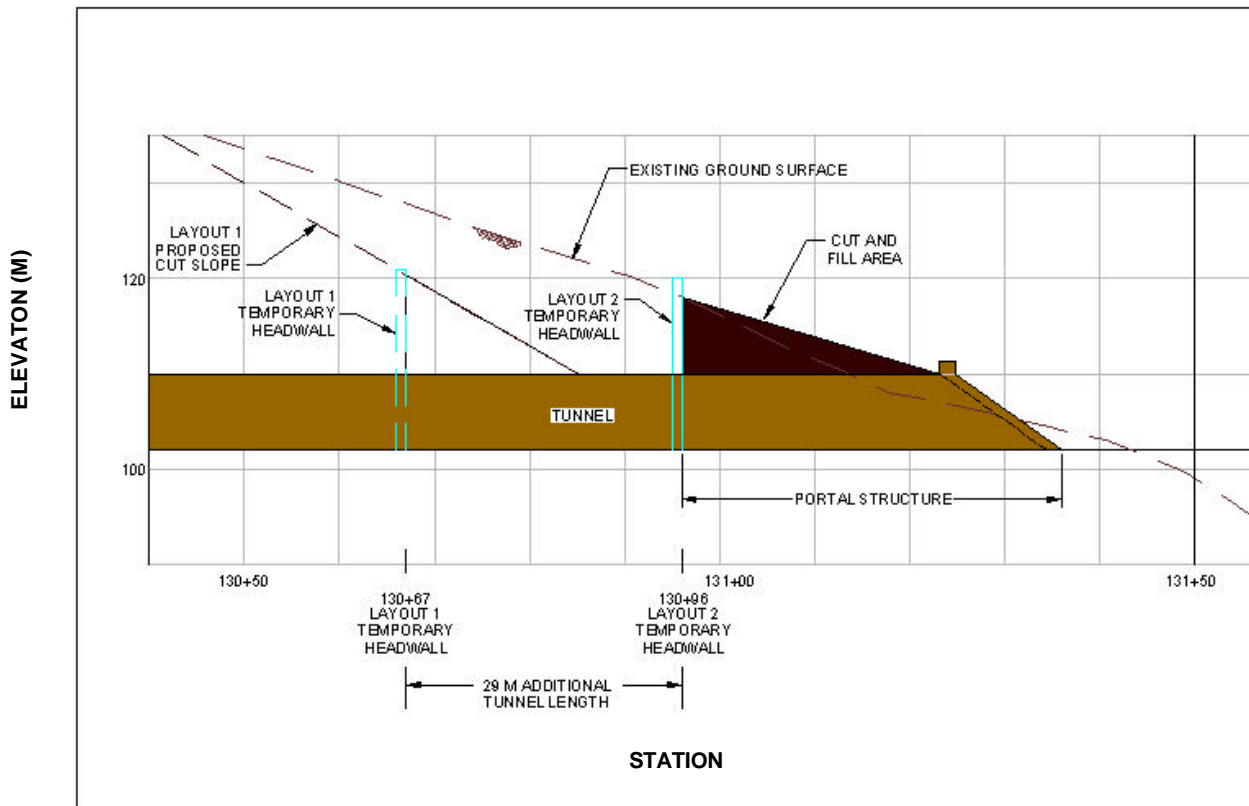 EXISTING GROUND SURFACE
LAYOUT 1
PROPOSED
CUT SLOPE
CUT AND
FILL AREA
ELEVATON (M)
120
LAYOUT 1
TEMPORARY
HEADWALL
LAYOUT 2
TEMPORARY
HEADWALL
TUNNEL
100
PORTAL STRUCTURE
130+50
131+00
131+50
130+67
LAYOUT 1
TEMPORARY
HEADWALL
130+96
LAYOUT 2
TEMPORARY
HEADWALL
29 M ADDITIONAL
TUNNEL LENGTH
STATION